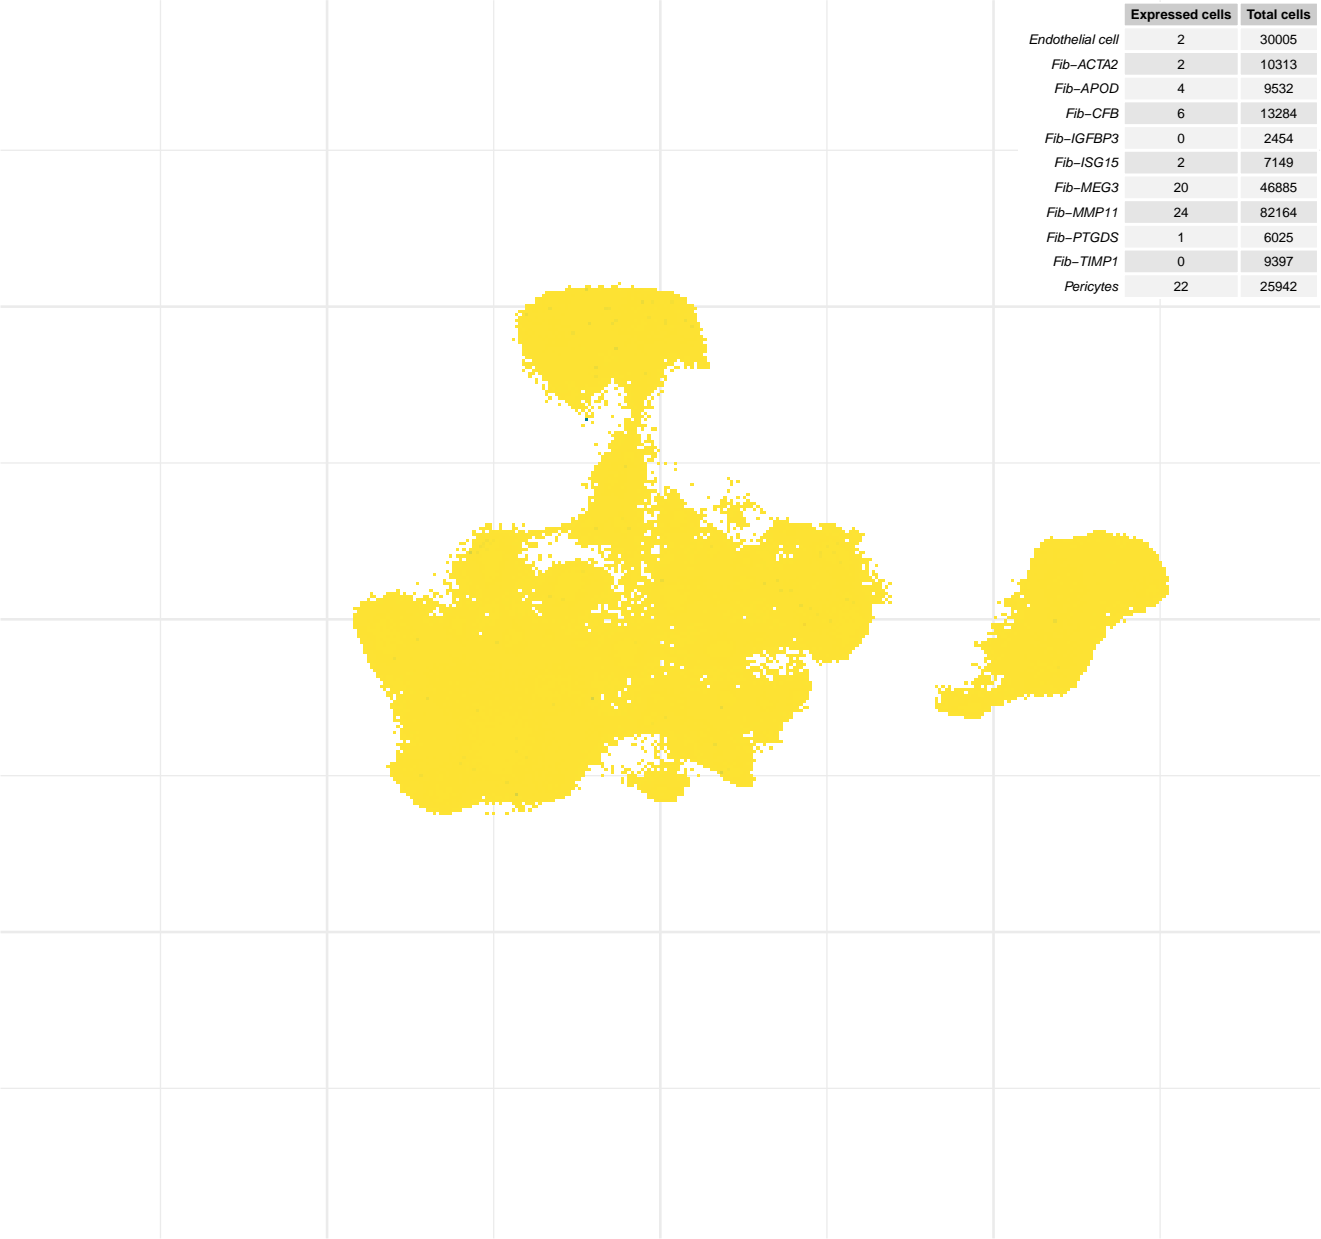 Expressed cells Total cells
Endothelial cell 2 30005
Fib−ACTA2 2 10313
Fib−APOD 4 9532
Fib−CFB 6 13284
Fib−IGFBP3 0 2454
Fib−ISG15 2 7149
Fib−MEG3 20 46885
Fib−MMP11 24 82164
Fib−PTGDS 1 6025
Fib−TIMP1 0 9397
Pericytes 22 25942